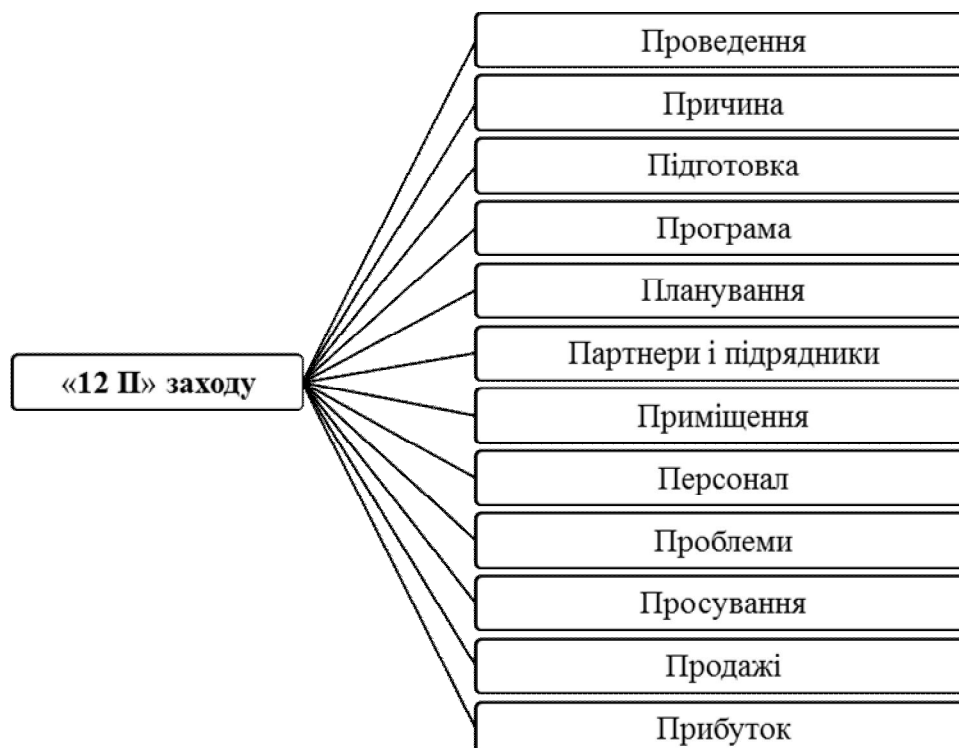 Проведення
Причина
Підготовка
Програма
Планування
Партнери і підрядники
«12 П» заходу
Приміщення
Персонал
Проблеми
Просування
Продажі
Прибуток